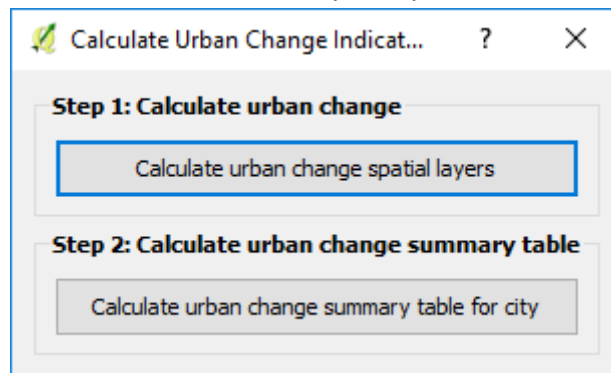 Calculate Urban Change Indicat... ?
Step 1: Calculate urban change
Calculate urban change spatial layers
Step 2: Calculate urban change summary table
Calculate urban change summary table for city